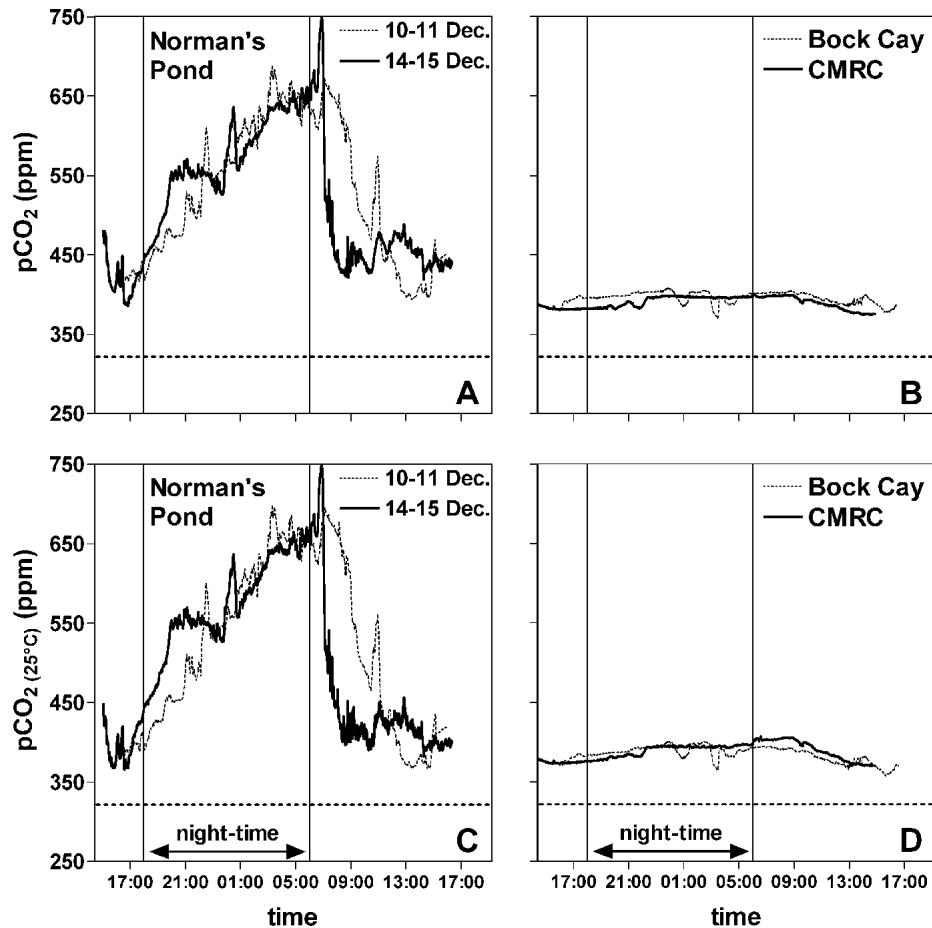 750
650
550
450
350
250
pCO2 (ppm)
Norman's
Pond
10-11 Dec.
14-15 Dec.
A
Bock Cay
CMRC
B
750
650
550
450
350
250
pCO2 (25°C) (ppm)
Norman's
Pond
10-11 Dec.
14-15 Dec.
night-time
C
17:00 21:00 01:00 05:00 09:00 13:00 17:00
time
Bock Cay
CMRC
night-time
D
17:00 21:00 01:00 05:00 09:00 13:00 17:00
time